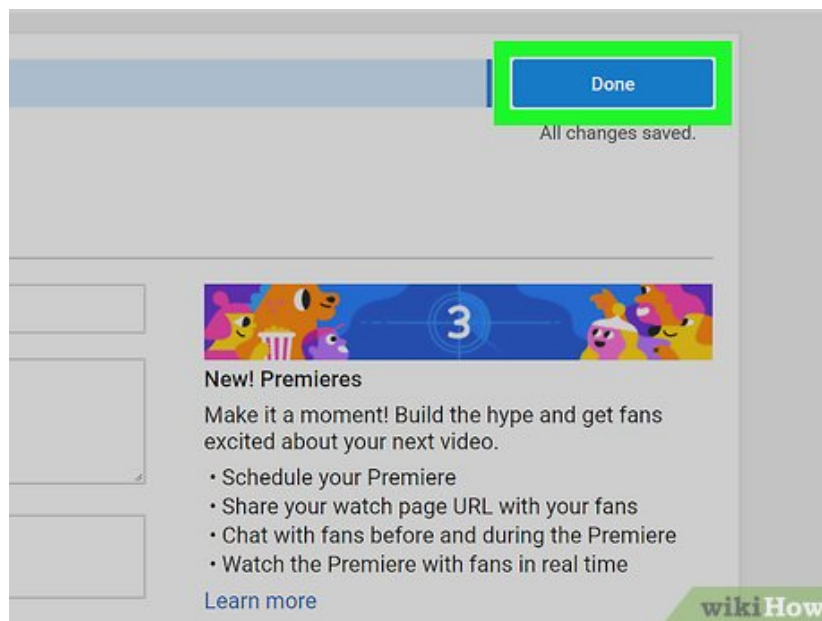 Done
All changes saved.
3
New! Premieres
Make it a moment! Build the hype and get fans
excited about your next video.
• Schedule your Premiere
• Share your watch page URL with your fans
• Chat with fans before and during the Premiere
• Watch the Premiere with fans in real time
Learn more
wikiHow